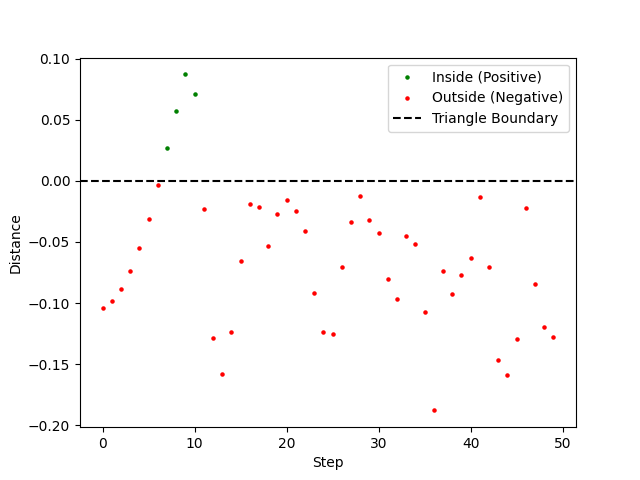 0.10
0.05
0.00
−0.05
−0.10
−0.15
−0.20
Distance
Inside (Positive)
Outside (Negative)
Triangle Boundary
0 10 20 30 40 50
Step